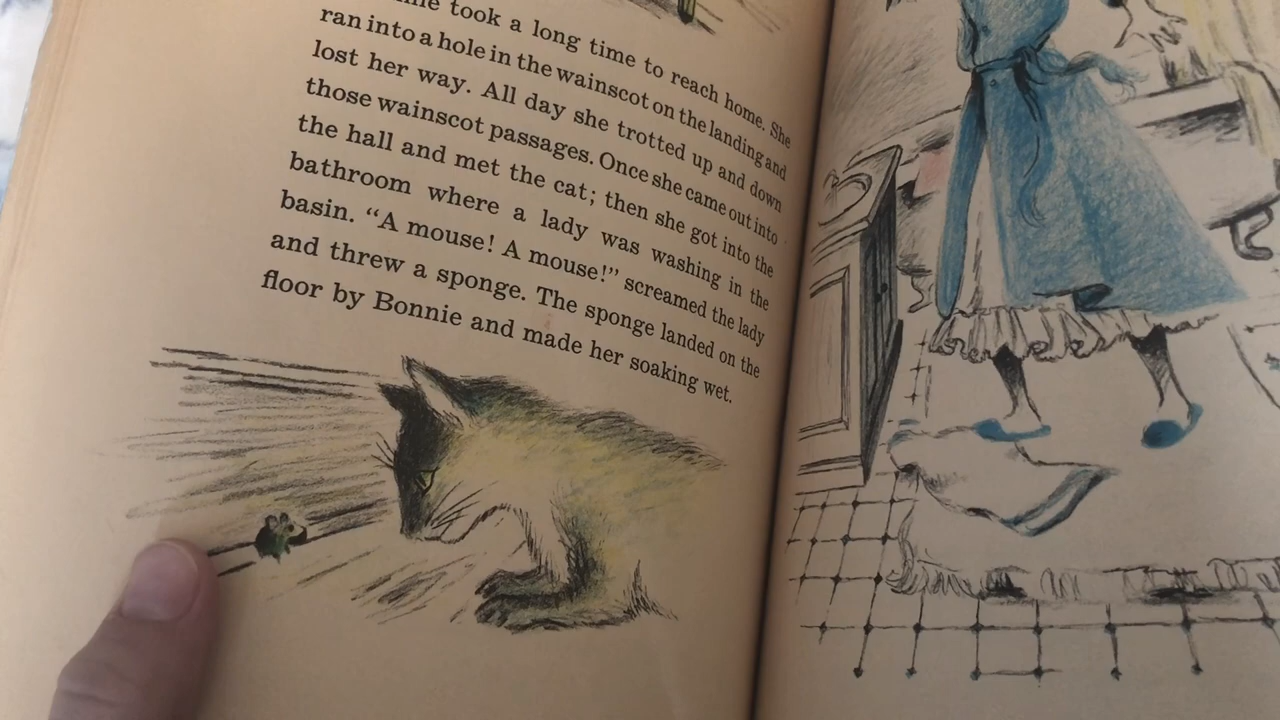 took a long time to reach home. She
ran into a hole in the wainscot on the landing and
lost her way. All day she trotted up and down
those wainscot passages. Once she came out into
the hall and met the cat; then she got into the
bathroom where a lady was washing in the
basin. “A mouse! A mouse!” screamed the lady
and threw a sponge. The sponge landed on the
floor by Bonnie and made her soaking wet.